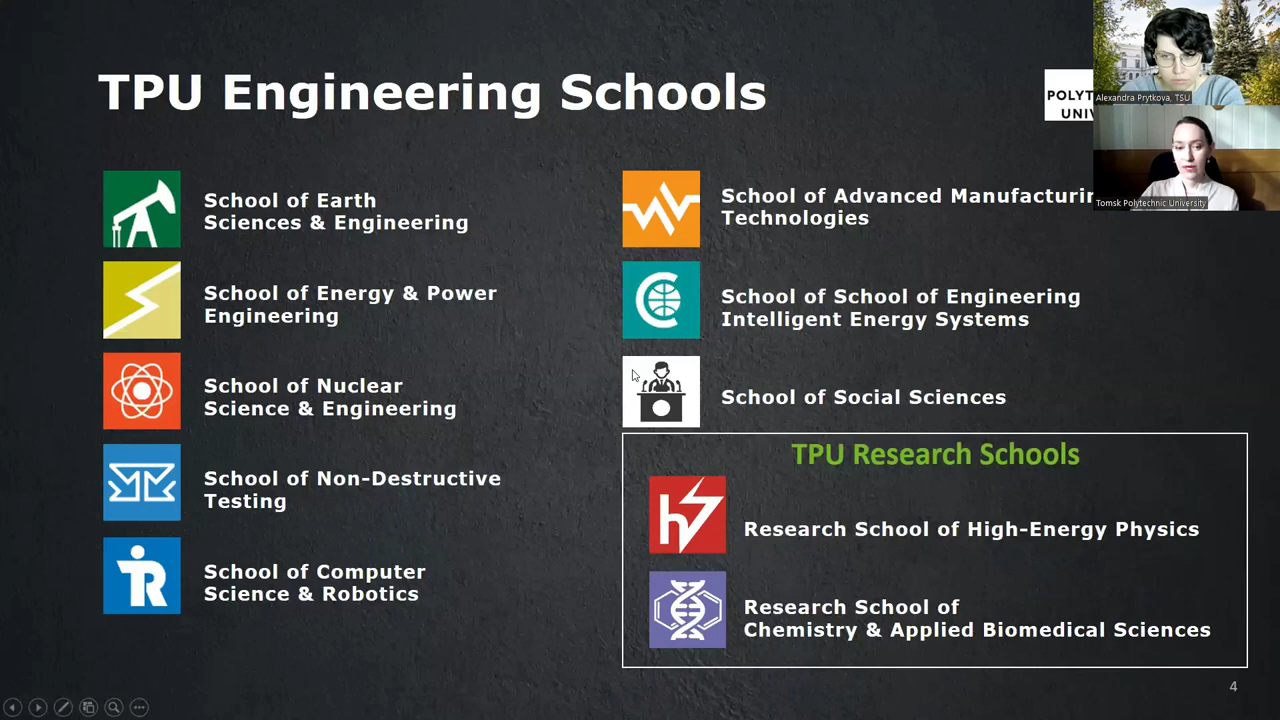 TPU Engineering Schools
POLYT
UNIV
Alexandra Prytkova, TSU
Tomsk Polytechnic University
School of Earth
Sciences & Engineering
School of Energy & Power
Engineering
School of Nuclear
Science & Engineering
School of Non-Destructive
Testing
School of Computer
Science & Robotics
School of Advanced Manufacturin
Technologies
School of School of Engineering
Intelligent Energy Systems
School of Social Sciences
TPU Research Schools
Research School of High-Energy Physics
Research School of
Chemistry & Applied Biomedical Sciences
4